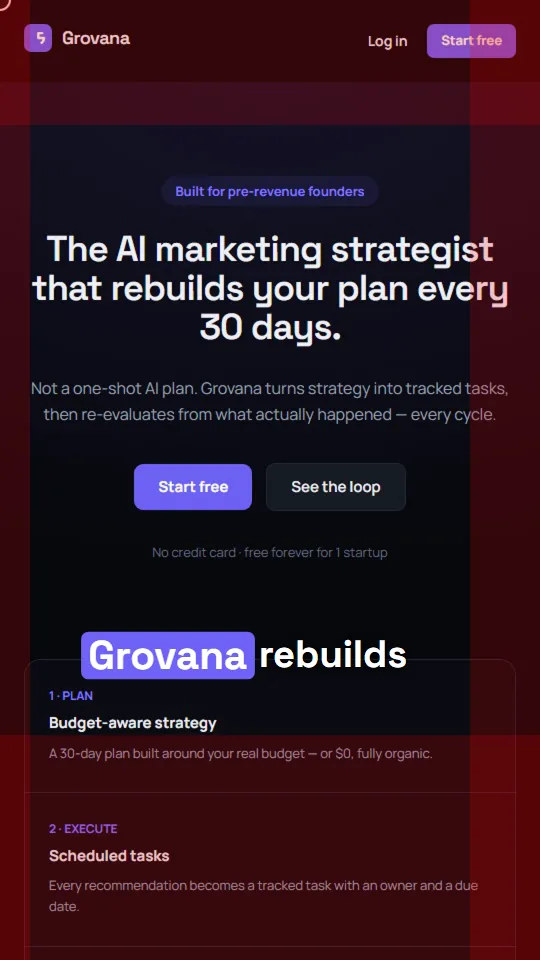 Grovana
Log in
Start free
Built for pre-revenue founders
The AI marketing strategist
that rebuilds your plan every
30 days.
Not a one-shot AI plan. Grovana turns strategy into tracked tasks,
then re-evaluates from what actually happened — every cycle.
Start free
See the loop
No credit card · free forever for 1 startup
Grovana rebuilds
1 · PLAN
Budget-aware strategy
A 30-day plan built around your real budget — or $0, fully organic.
2 · EXECUTE
Scheduled tasks
Every recommendation becomes a tracked task with an owner and a due
date.